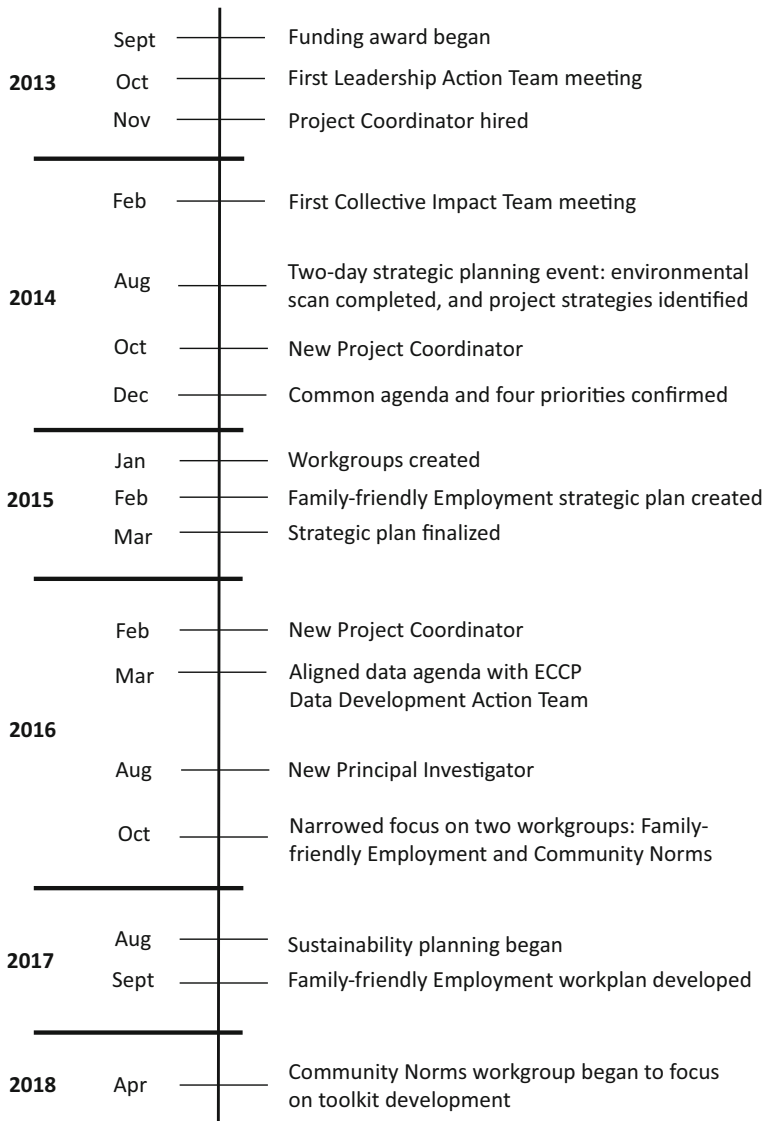 Sept Funding award began
2013 Oct First Leadership Action Team meeting
Nov Project Coordinator hired
Feb First Collective Impact Team meeting
2014 Aug Two-day strategic planning event: environmental
scan completed, and project strategies identified
Oct New Project Coordinator
Dec Common agenda and four priorities confirmed
Jan Workgroups created
2015 Feb Family-friendly Employment strategic plan created
Mar Strategic plan finalized
Feb New Project Coordinator
Mar Aligned data agenda with ECCP
Data Development Action Team
2016
Aug New Principal Investigator
Oct Narrowed focus on two workgroups: Family-
friendly Employment and Community Norms
Aug Sustainability planning began
2017
Sept Family-friendly Employment workplan developed
2018 Apr Community Norms workgroup began to focus
on toolkit development